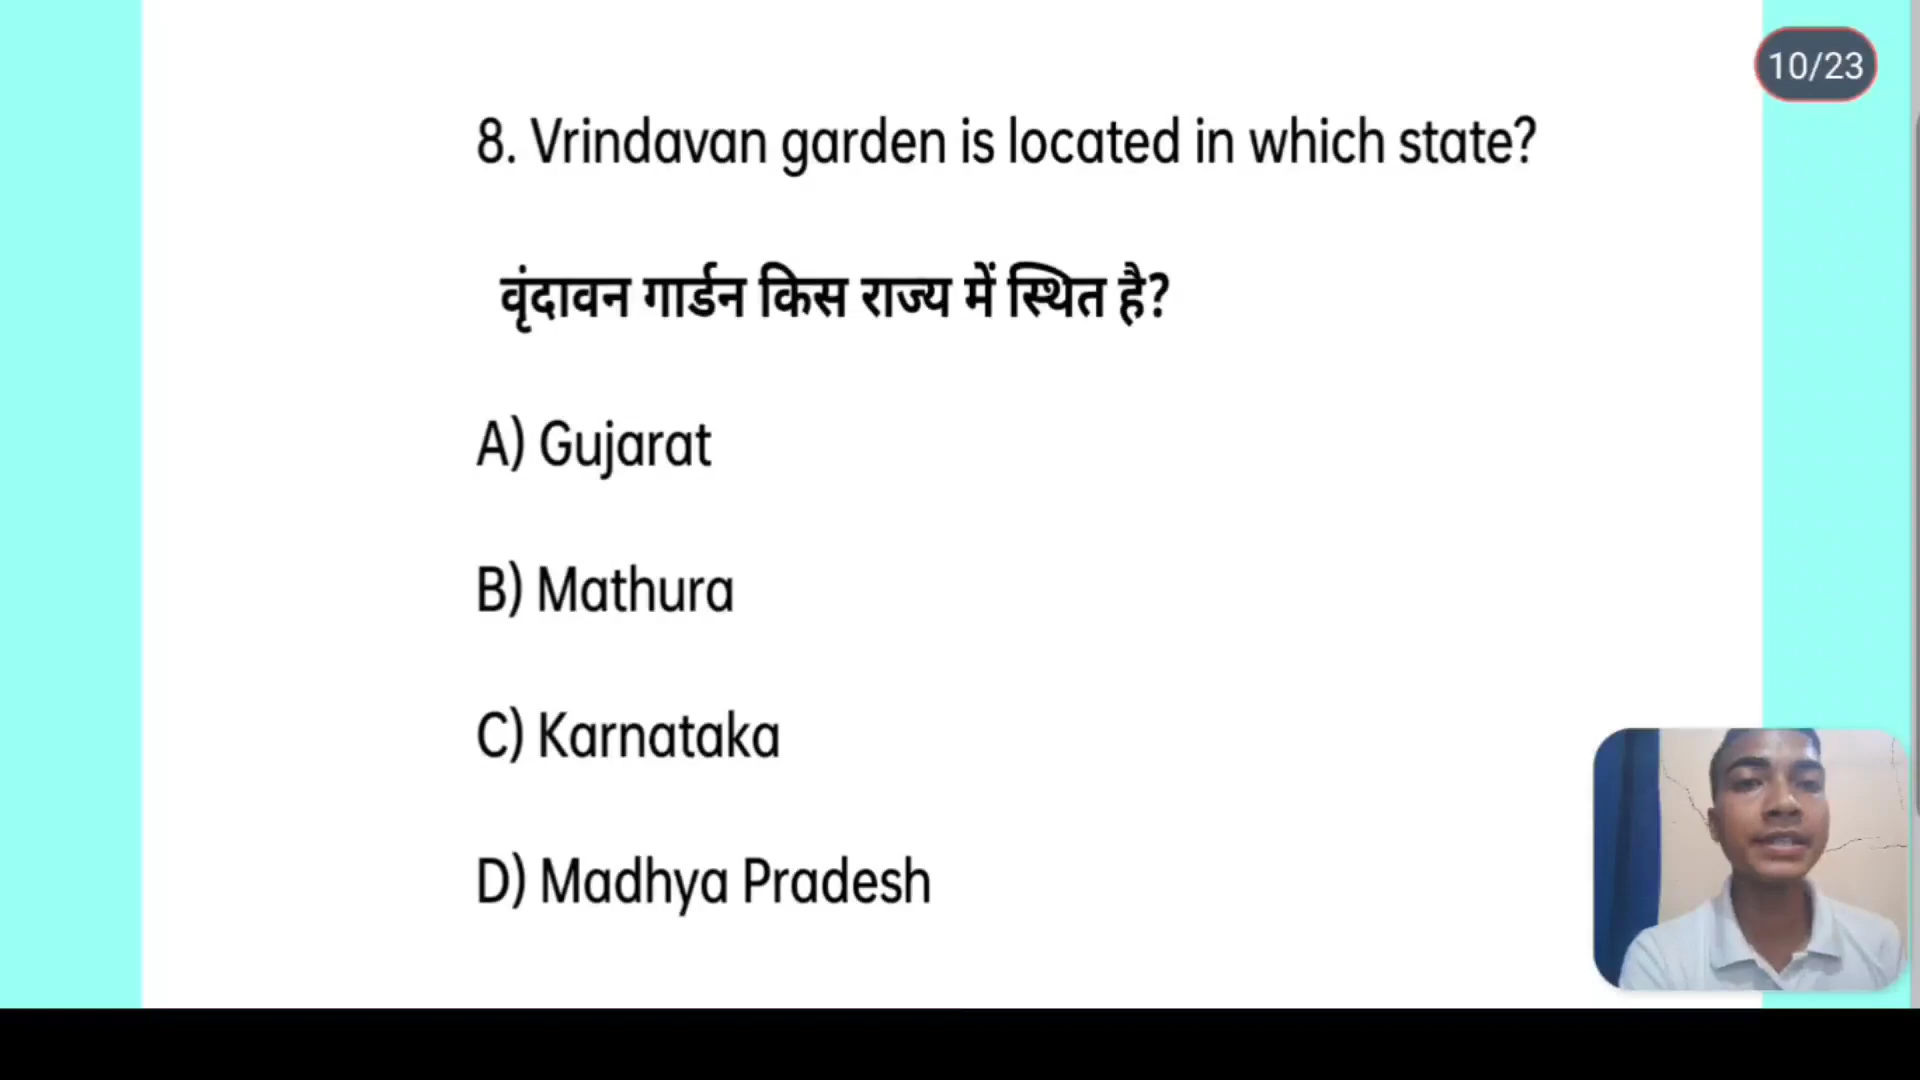 10/23
8. Vrindavan garden is located in which state?
वृंदावन गार्डन किस राज्य में स्थित है?
A) Gujarat
B) Mathura
C) Karnataka
D) Madhya Pradesh